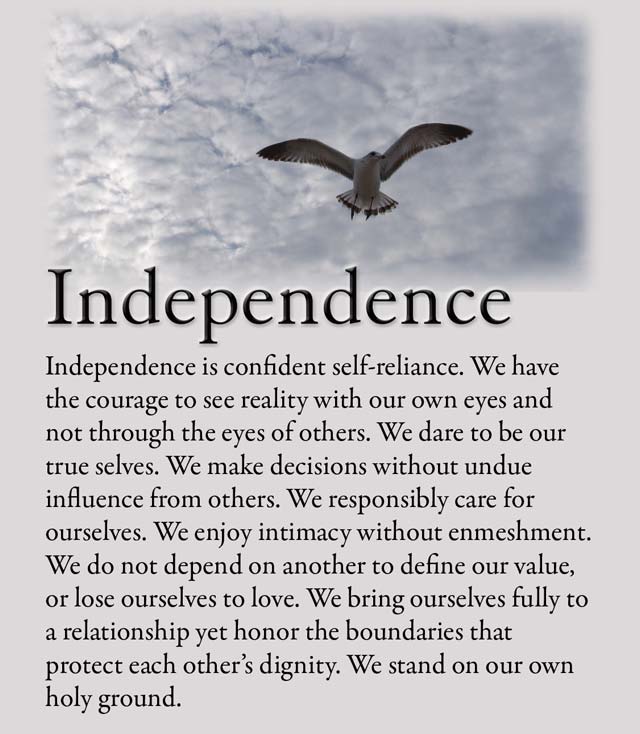 Independence
Independence is confident self-reliance. We have
the courage to see reality with our own eyes and
not through the eyes of others. We dare to be our
true selves. We make decisions without undue
influence from others. We responsibly care for
ourselves. We enjoy intimacy without enmeshment.
We do not depend on another to define our value,
or lose ourselves to love. We bring ourselves fully to
a relationship yet honor the boundaries that
protect each other’s dignity. We stand on our own
holy ground.